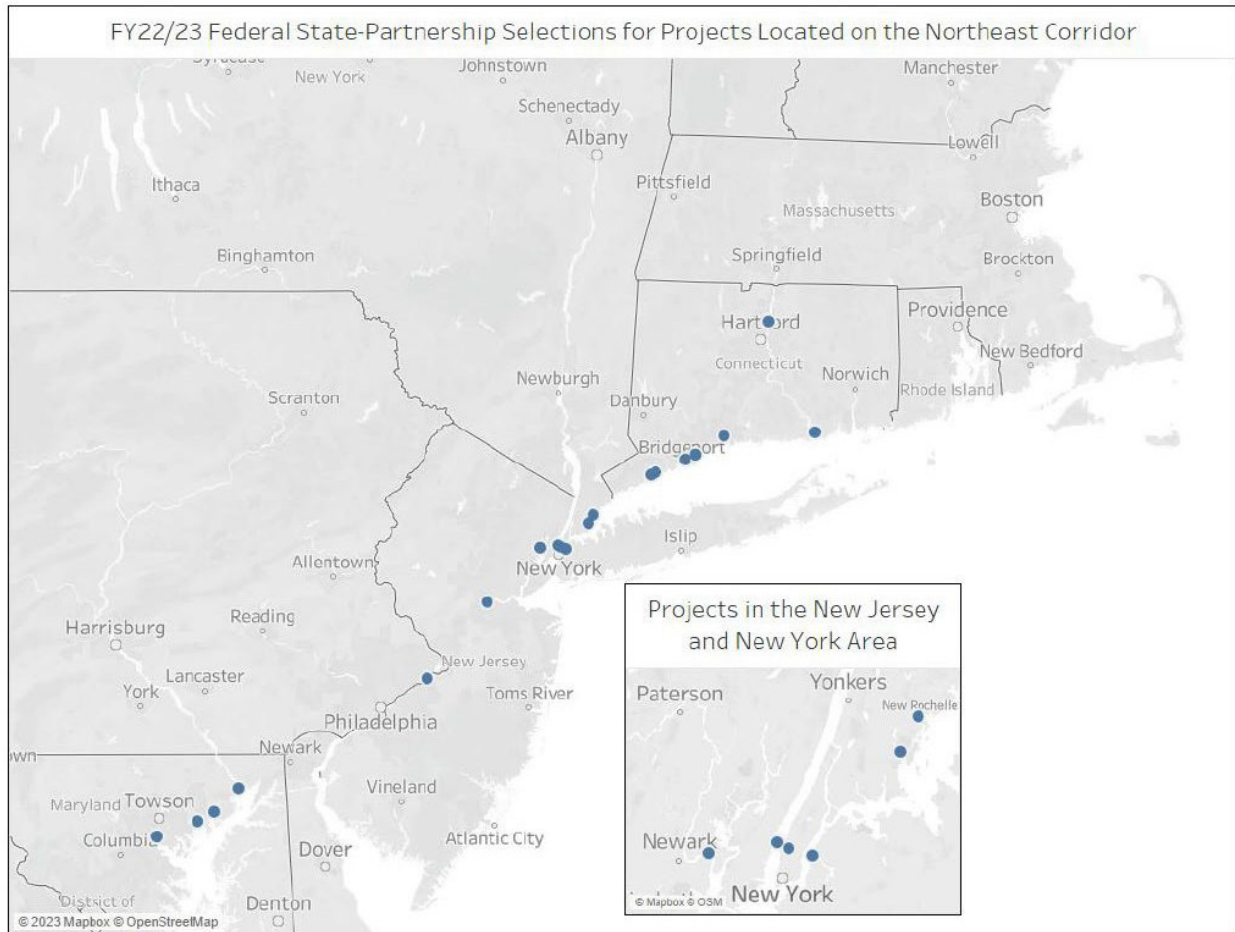 FY22/23 Federal State-Partnership Selections for Projects Located on the Northeast Corridor
New York
Johnstown
Manchester
Schenectady
Albany
Lowell
Ithaca
Pittsfield
Massachusetts
Boston
Binghamton
Springfield
Brockton
Hartford
Providence
Connecticut
New Bedford
Newburgh
Norwich
Rhode Island
Scranton
Danbury
Bridgeport
Islip
New York
Allentown
Reading
Harrisburg
New Jersey
Lancaster
York
Toms River
Philadelphia
Newark
Vineland
Maryland
Towson
Columbia
Atlantic City
Dover
District of
Denton
© 2023 Mapbox © OpenStreetMap
Projects in the New Jersey
and New York Area
Yonkers
Paterson
New Rochelle
Newark
New York
© Mapbox © OSM